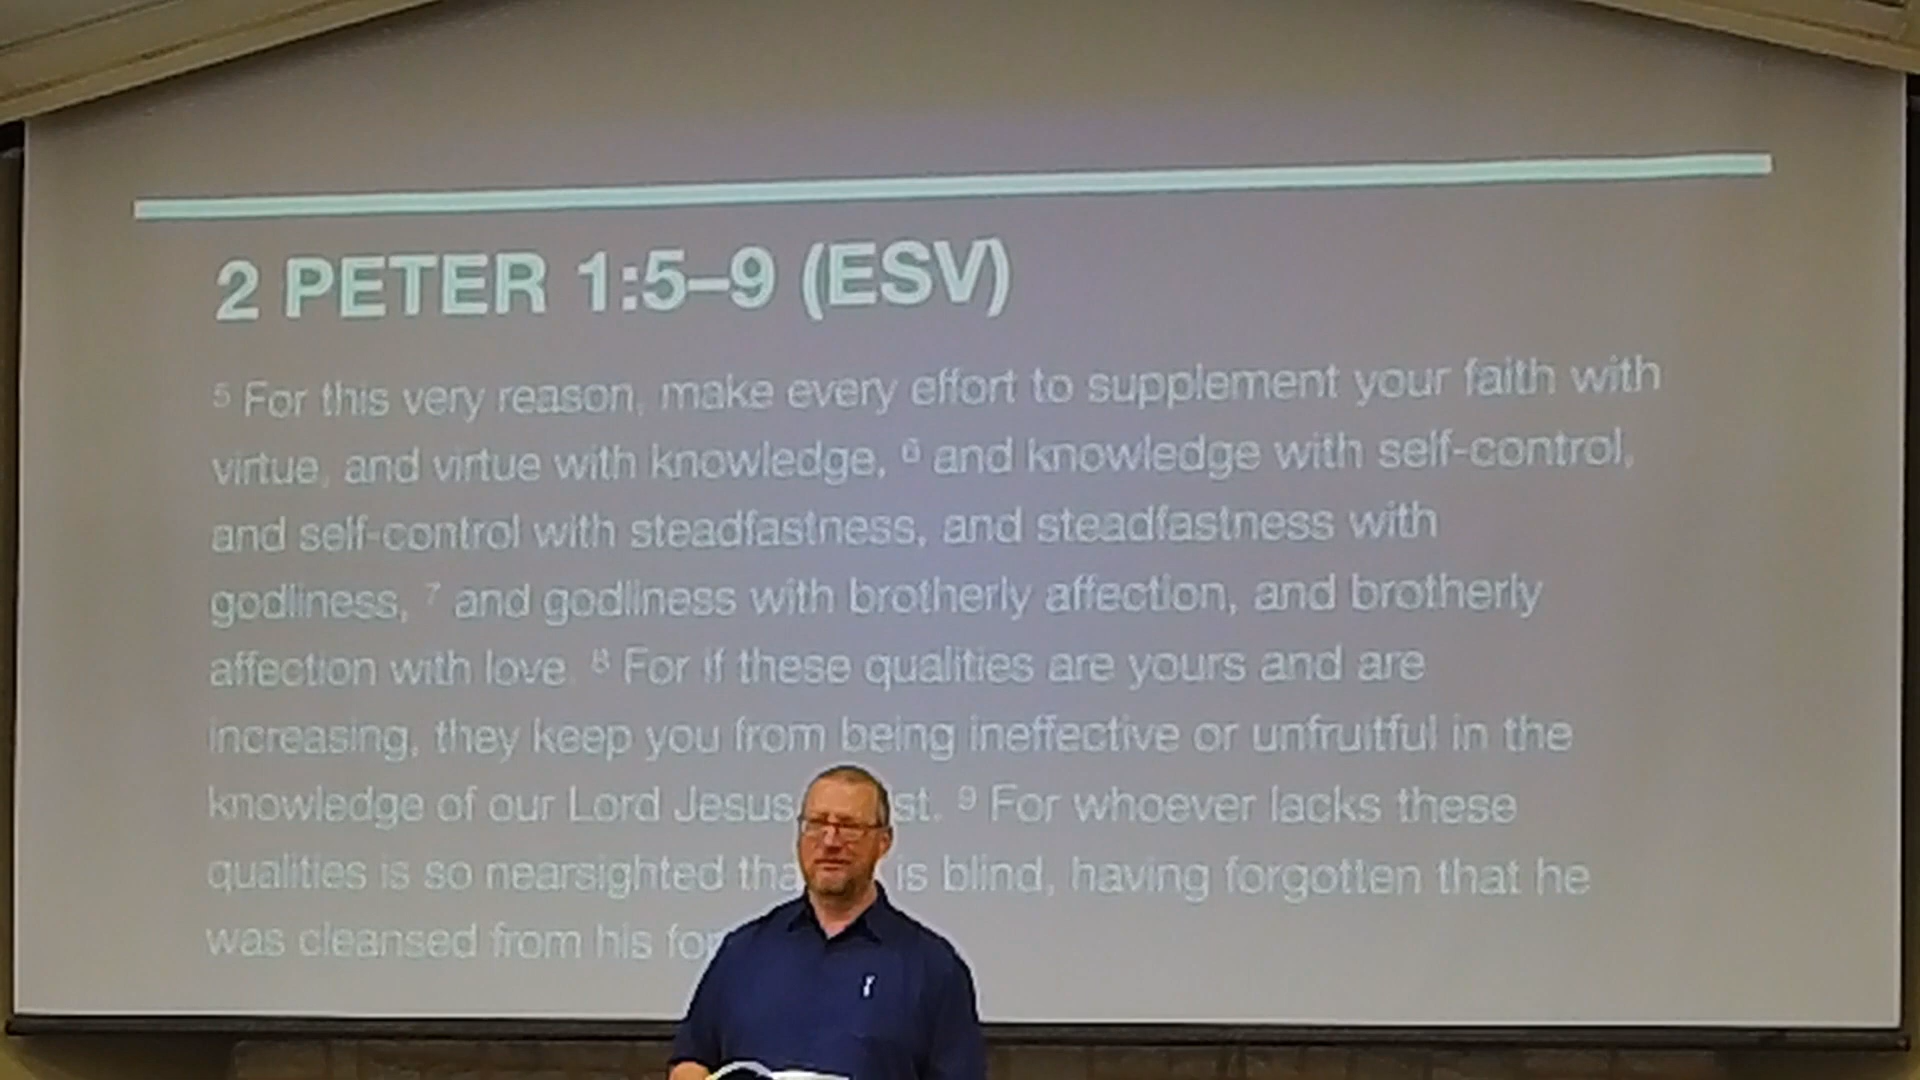 2 PETER 1:5–9 (ESV)
5 For this very reason, make every effort to supplement your faith with
virtue, and virtue with knowledge, 6 and knowledge with self-control,
and self-control with steadfastness, and steadfastness with
godliness, 7 and godliness with brotherly affection, and brotherly
affection with love. 8 For if these qualities are yours and are
increasing, they keep you from being ineffective or unfruitful in the
knowledge of our Lord Jesus st. 9 For whoever lacks these
qualities is so nearsighted tha is blind, having forgotten that he
was cleansed from his fo